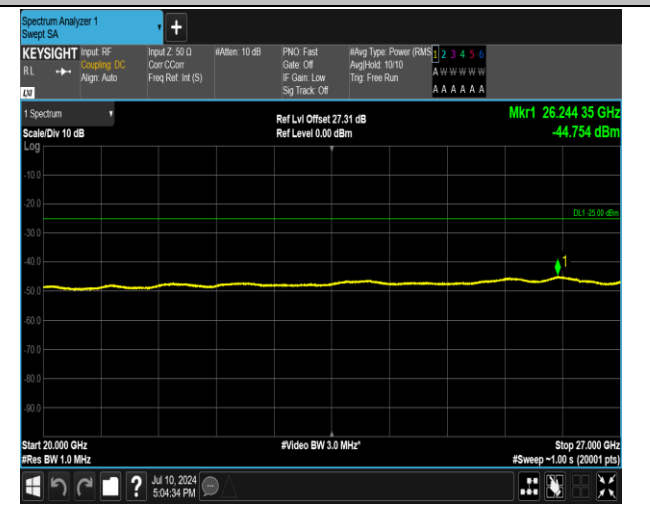 Spectrum Analyzer 1
Swept SA
+
KEYSIGHT Input: RF Input Z: 50 Ω #Atten: 10 dB PNO: Fast #Avg Type: Power (RMS 1 2 3 4 5 6
RL Coupling: DC Corr CCorr Gate: Off Avg|Hold: 10/10 A W W W W W
Align: Auto Freq Ref: Int (S) IF Gain: Low Trig: Free Run
LXI Sig Track: Off A A A A A A
1 Spectrum Ref Lvl Offset 27.31 dB Mkr1 26.244 35 GHz
Scale/Div 10 dB Ref Level 0.00 dBm -44.754 dBm
Log
-10.0
-20.0
DL1 -25.00 dBm
-30.0
-40.0
1
-50.0
-60.0
-70.0
-80.0
-90.0
Start 20.000 GHz #Video BW 3.0 MHz* Stop 27.000 GHz
#Res BW 1.0 MHz #Sweep ~1.00 s (20001 pts)
? Jul 10, 2024
5:04:34 PM